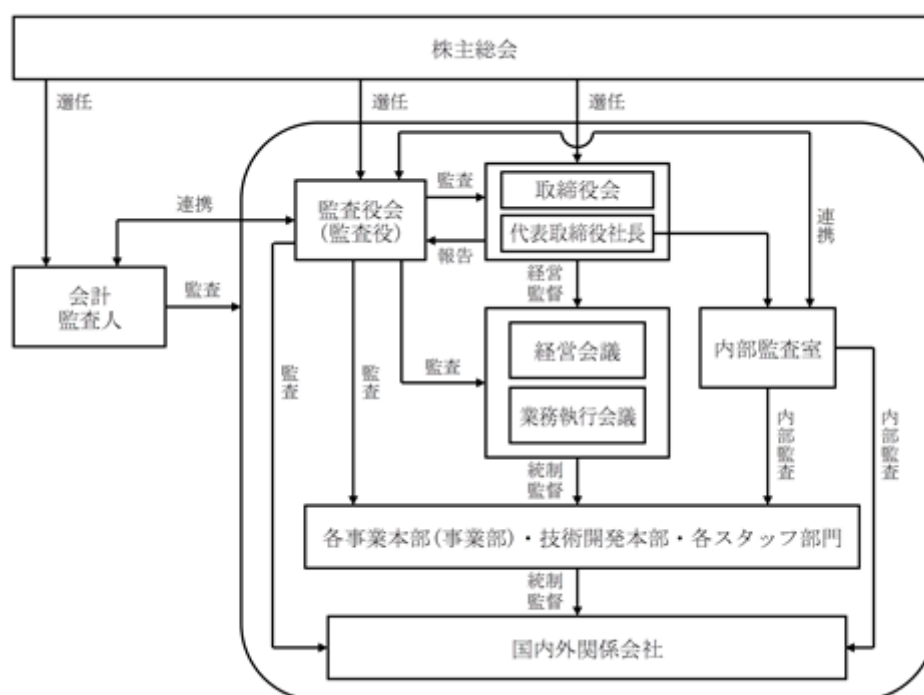 株主総会
選任
選任
選任
監査役会
(監査役)
監査
取締役会
代表取締役社長
報告
連携
連携
会計
監査人
監査
経営
監督
経営会議
業務執行会議
内部監査室
監査
監査
監査
内部監査
内部監査
統制
監督
各事業本部(事業部)・技術開発本部・各スタッフ部門
統制
監督
国内外関係会社